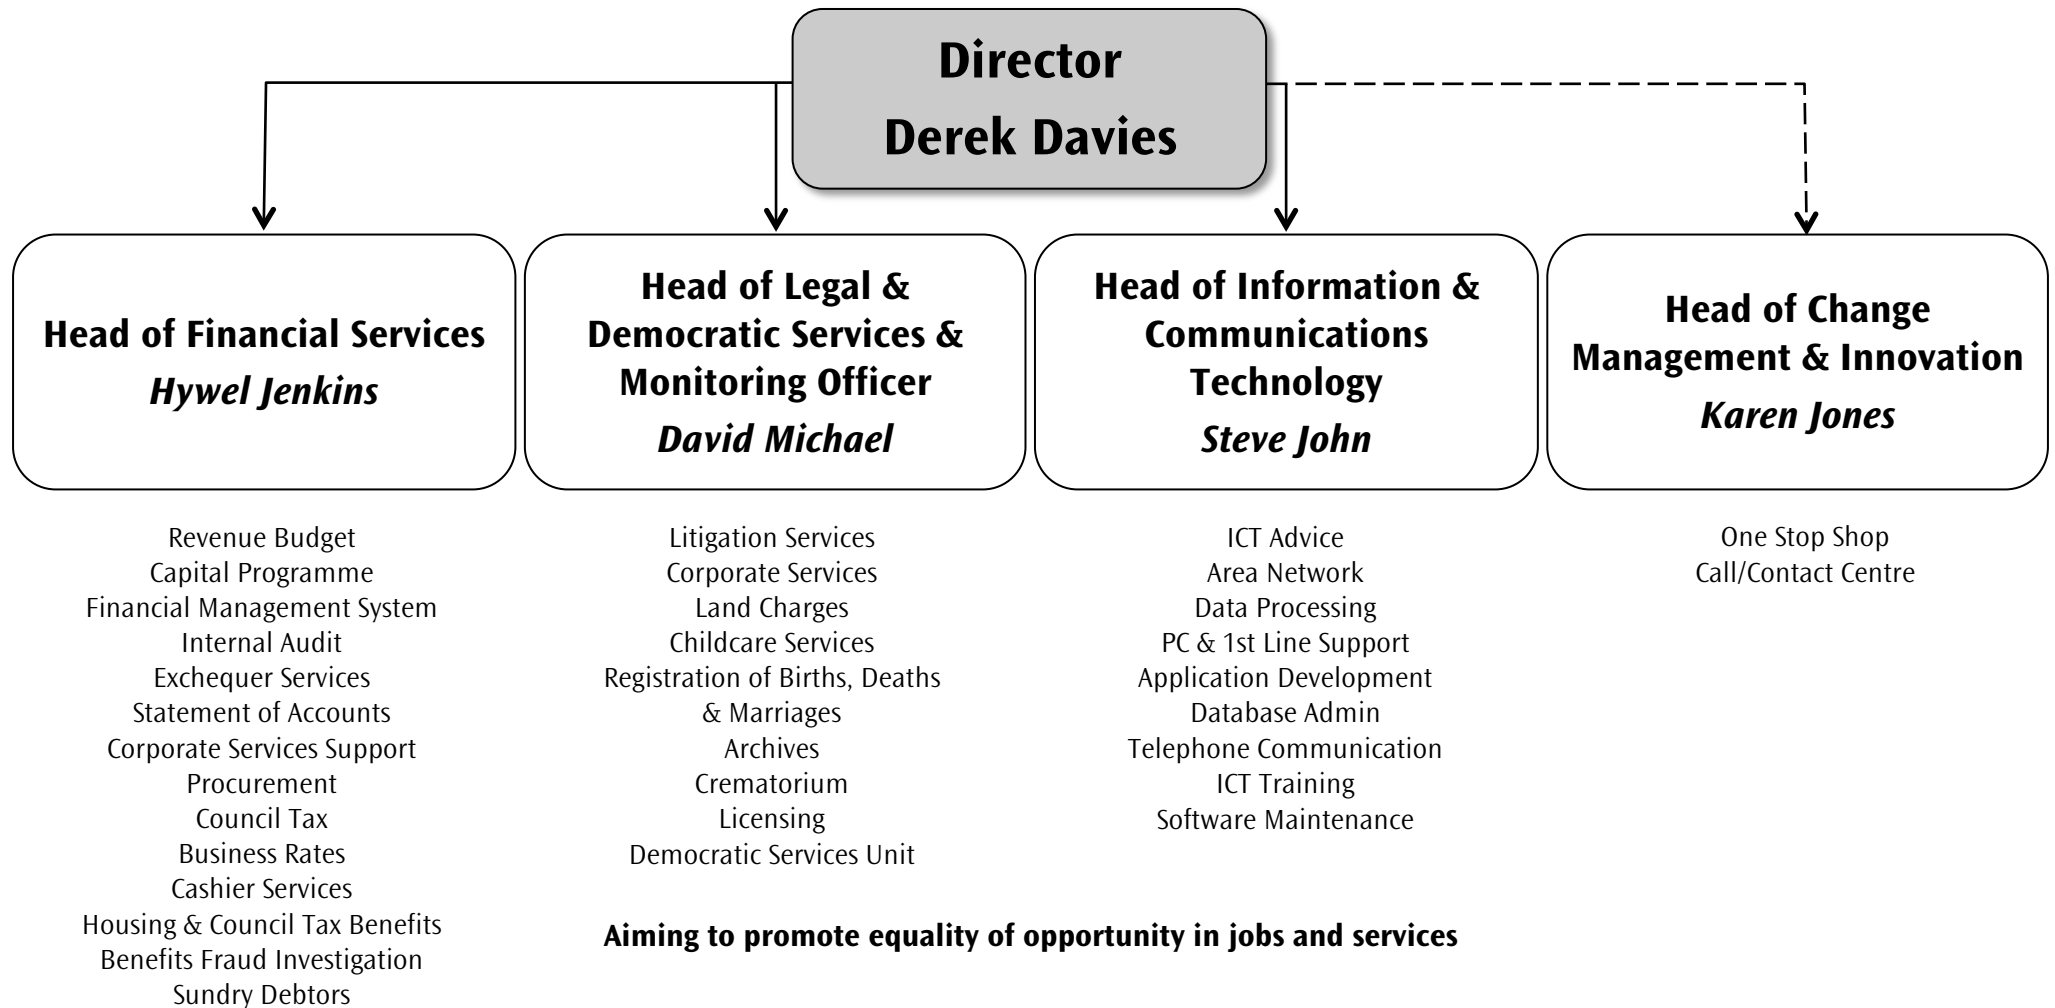 Director
Derek Davies
Head of Financial Services
Hywel Jenkins
Head of Legal &
Democratic Services &
Monitoring Officer
David Michael
Head of Information &
Communications
Technology
Steve John
Head of Change
Management & Innovation
Karen Jones
Revenue Budget
Capital Programme
Financial Management System
Internal Audit
Exchequer Services
Statement of Accounts
Corporate Services Support
Procurement
Council Tax
Business Rates
Cashier Services
Housing & Council Tax Benefits
Benefits Fraud Investigation
Sundry Debtors
Litigation Services
Corporate Services
Land Charges
Childcare Services
Registration of Births, Deaths
& Marriages
Archives
Crematorium
Licensing
Democratic Services Unit
ICT Advice
Area Network
Data Processing
PC & 1st Line Support
Application Development
Database Admin
Telephone Communication
ICT Training
Software Maintenance
One Stop Shop
Call/Contact Centre
Aiming to promote equality of opportunity in jobs and services